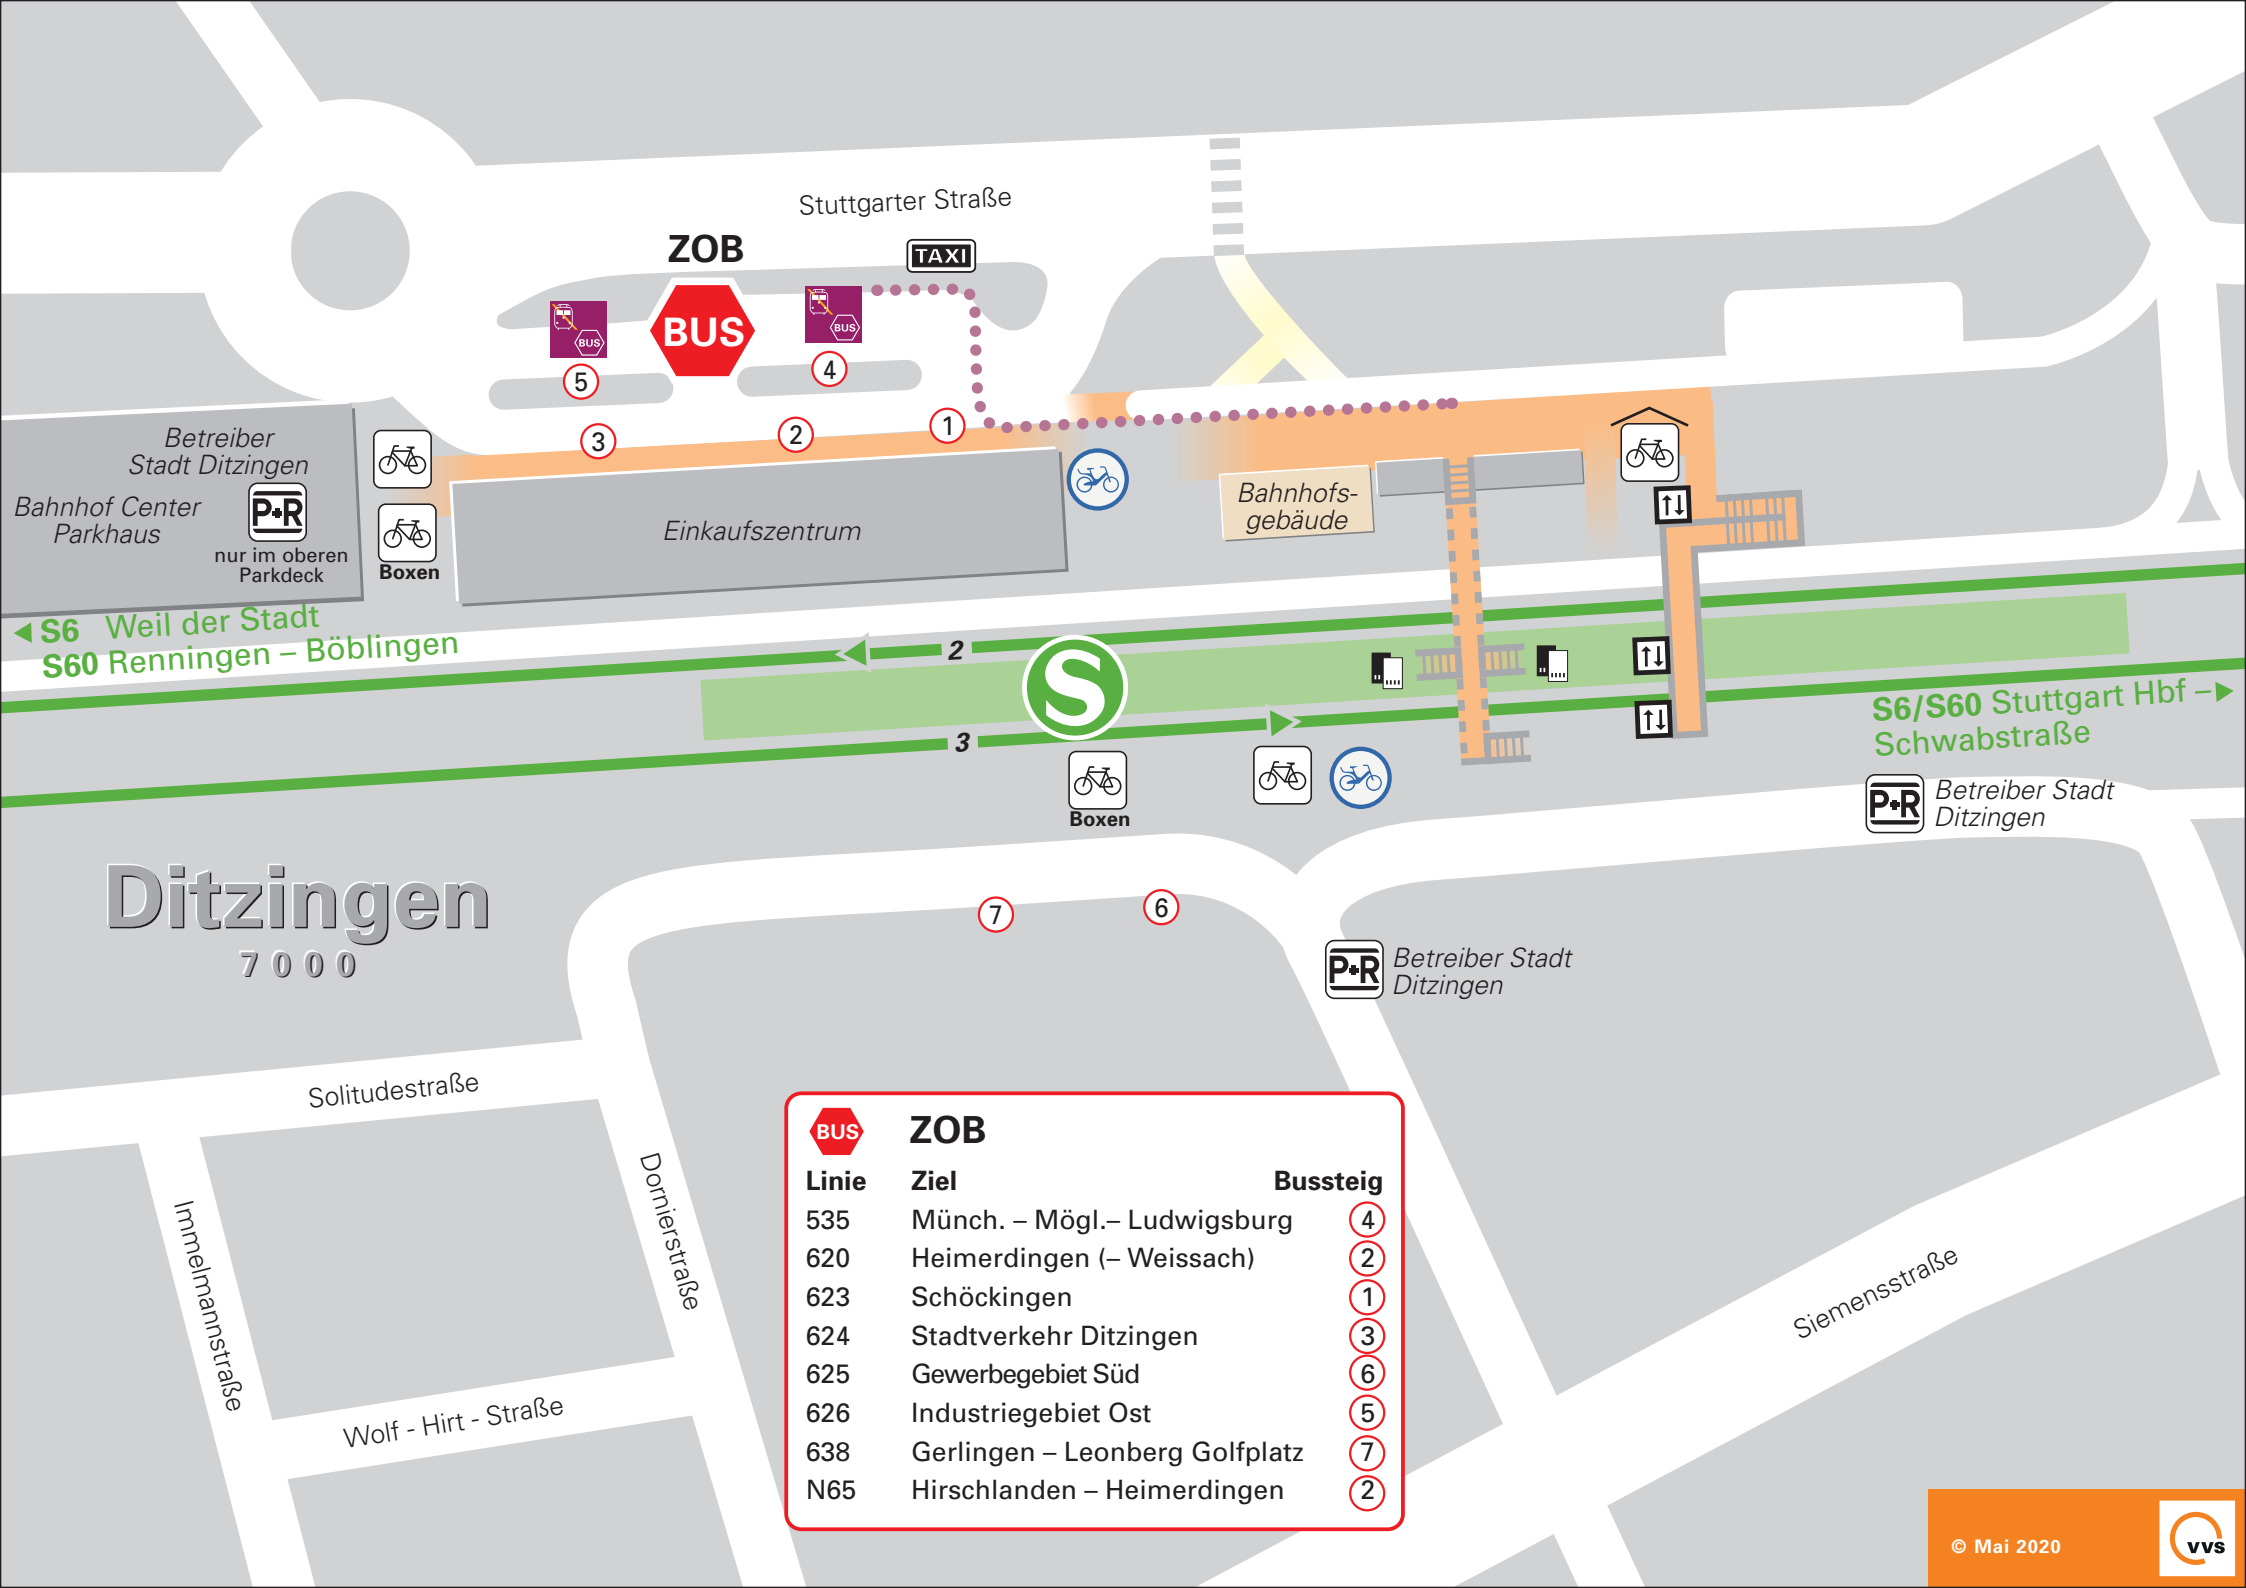 Stuttgarter Straße
ZOB
TAXI
BUS
BUS
BUS
5
4
3
2
1
Betreiber
Stadt Ditzingen
Bahnhof Center
Parkhaus
P+R
nur im oberen
Parkdeck
Boxen
Einkaufszentrum
Bahnhofs-
gebäude
S6 Weil der Stadt
S60 Renningen – Böblingen
2
S
3
S6/S60 Stuttgart Hbf –
Schwabstraße
Boxen
P+R
Betreiber Stadt
Ditzingen
7
6
P+R
Betreiber Stadt
Ditzingen
Ditzingen
7000
Solitudestraße
Immelmannstraße
Dornierstraße
Wolf - Hirt - Straße
Siemensstraße
BUS ZOB
Linie Ziel Bussteig
535 Münch. – Mögl.– Ludwigsburg 4
620 Heimerdingen (– Weissach) 2
623 Schöckingen 1
624 Stadtverkehr Ditzingen 3
625 Gewerbegebiet Süd 6
626 Industriegebiet Ost 5
638 Gerlingen – Leonberg Golfplatz 7
N65 Hirschlanden – Heimerdingen 2
© Mai 2020
vvs